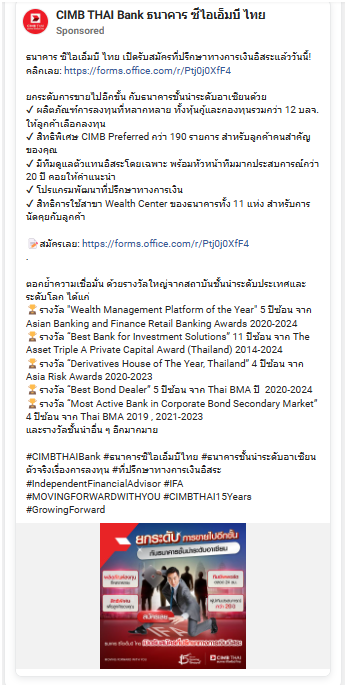 CIMB THAI Bank ธนาคาร ซีไอเอ็มบี ไทย
Sponsored
ธนาคาร ซีไอเอ็มบี ไทย เปิดรับสมัครที่ปรึกษาทางการเงินอิสระแล้ววันนี้!
คลิกเลย: https://forms.office.com/r/Ptj0j0XfF4
ยกระดับการขายไปอีกขั้น กับธนาคารชั้นนำระดับอาเซียนด้วย
✓ ผลิตภัณฑ์การลงทุนที่หลากหลาย ทั้งหุ้นกู้และกองทุนรวมกว่า 12 บลจ.
ให้ลูกค้าเลือกลงทุน
✓ สิทธิพิเศษ CIMB Preferred กว่า 190 รายการ สำหรับลูกค้าคนสำคัญ
ของคุณ
✓ มีทีมดูแลตัวแทนอิสระโดยเฉพาะ พร้อมหัวหน้าทีมมากประสบการณ์กว่า
20 ปี คอยให้คำแนะนำ
✓ โปรแกรมพัฒนาที่ปรึกษาทางการเงิน
✓ สิทธิการใช้สาขา Wealth Center ของธนาคารทั้ง 11 แห่ง สำหรับการ
นัดคุยกับลูกค้า
📝สมัครเลย: https://forms.office.com/r/Ptj0j0XfF4
.
ตอกย้ำความเชื่อมั่น ด้วยรางวัลใหญ่จากสถาบันชั้นนำระดับประเทศและ
ระดับโลก ได้แก่
🏆 รางวัล "Wealth Management Platform of the Year" 5 ปีซ้อน จาก
Asian Banking and Finance Retail Banking Awards 2020-2024
🏆 รางวัล "Best Bank for Investment Solutions" 11 ปีซ้อน จาก The
Asset Triple A Private Capital Award (Thailand) 2014-2024
🏆 รางวัล "Derivatives House of The Year, Thailand" 4 ปีซ้อน จาก
Asia Risk Awards 2020-2023
🏆 รางวัล "Best Bond Dealer" 5 ปีซ้อน จาก Thai BMA ปี 2020-2024
🏆 รางวัล "Most Active Bank in Corporate Bond Secondary Market"
4 ปีซ้อน จาก Thai BMA 2019 , 2021-2023
และรางวัลชั้นนำอื่น ๆ อีกมากมาย
#CIMBTHAIBank #ธนาคารซีไอเอ็มบีไทย #ธนาคารชั้นนำระดับอาเซียน
ตัวจริงเรื่องการลงทุน #ที่ปรึกษาทางการเงินอิสระ
#IndependentFinancialAdvisor #IFA
#MOVINGFORWARDWITHYOU #CIMBTHAI15Years
#GrowingForward
ยกระดับ การขายไปอีกขั้น
กับธนาคารชั้นนำระดับอาเซียน
สมัครเลย
CIMB THAI